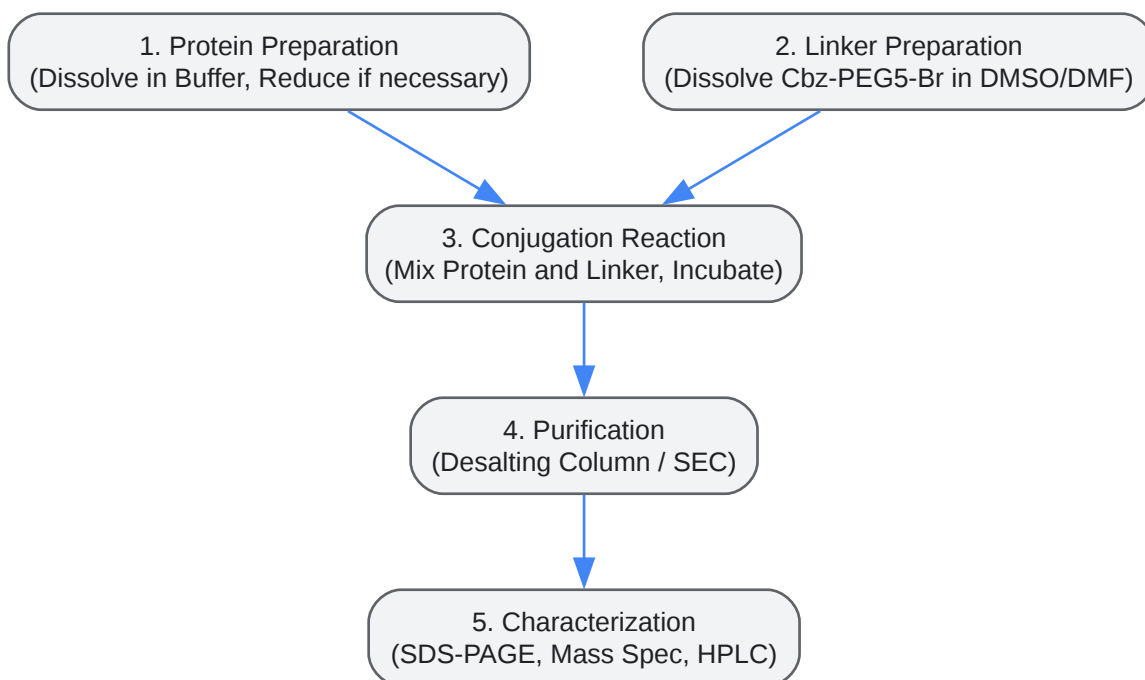 1. Protein Preparation
(Dissolve in Buffer, Reduce if necessary)
2. Linker Preparation
(Dissolve Cbz-PEG5-Br in DMSO/DMF)
3. Conjugation Reaction
(Mix Protein and Linker, Incubate)
4. Purification
(Desalting Column / SEC)
5. Characterization
(SDS-PAGE, Mass Spec, HPLC)